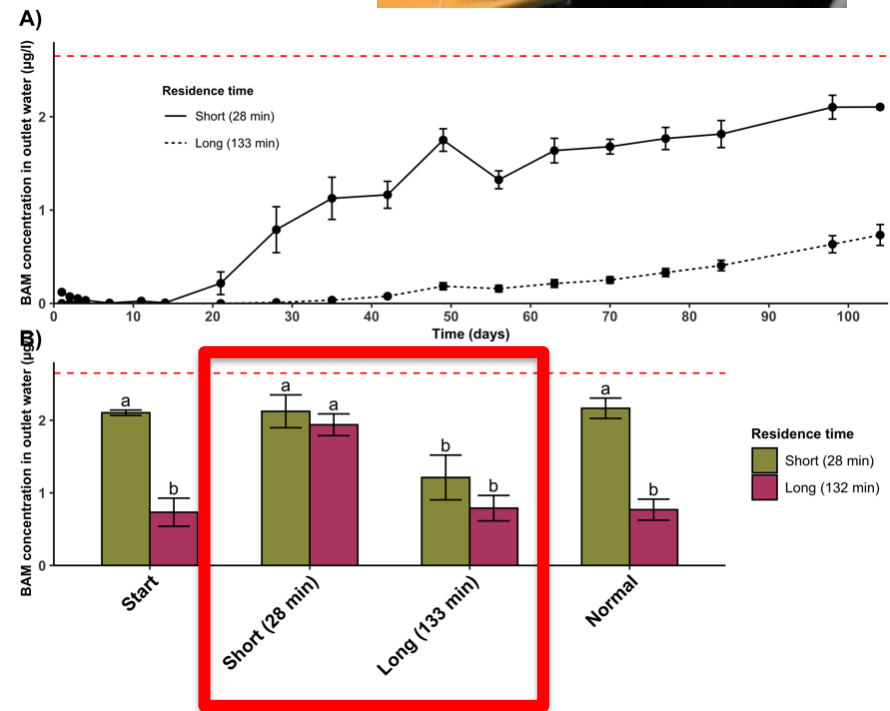 A)
BAM concentration in outlet water (µg/l)
Residence time
Short (28 min)
Long (133 min)
2
1
0
0 10 20 30 40 50 60 70 80 90 100
Time (days)
B)
BAM concentration in outlet water (µg
a a a a
b b b b
2
1
0
Residence time
Short (28 min)
Long (132 min)
Start
Short (28 min)
Long (133 min)
Normal